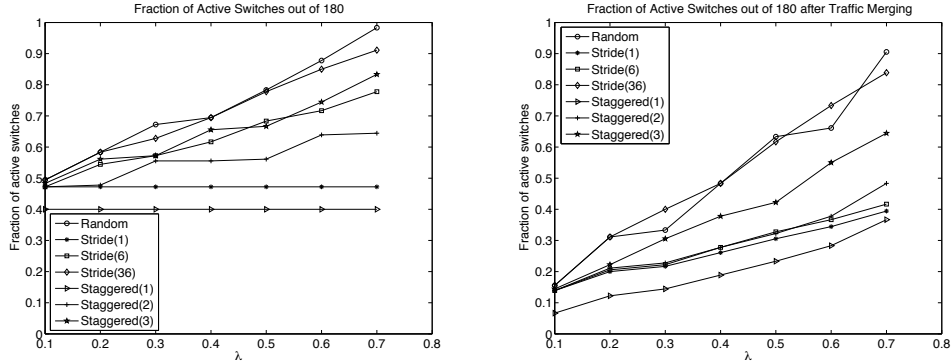 Fraction of Active Switches out of 180
Fraction of active switches
1
0.9
0.8
0.7
0.6
0.5
0.4
0.3
0.2
0.1
0
Random
Stride(1)
Stride(6)
Stride(36)
Staggered(1)
Staggered(2)
Staggered(3)
0.1 0.2 0.3 0.4 0.5 0.6 0.7 0.8
λ
Fraction of Active Switches out of 180 after Traffic Merging
Fraction of active switches
1
0.9
0.8
0.7
0.6
0.5
0.4
0.3
0.2
0.1
0
Random
Stride(1)
Stride(6)
Stride(36)
Staggered(1)
Staggered(2)
Staggered(3)
0.1 0.2 0.3 0.4 0.5 0.6 0.7 0.8
λ